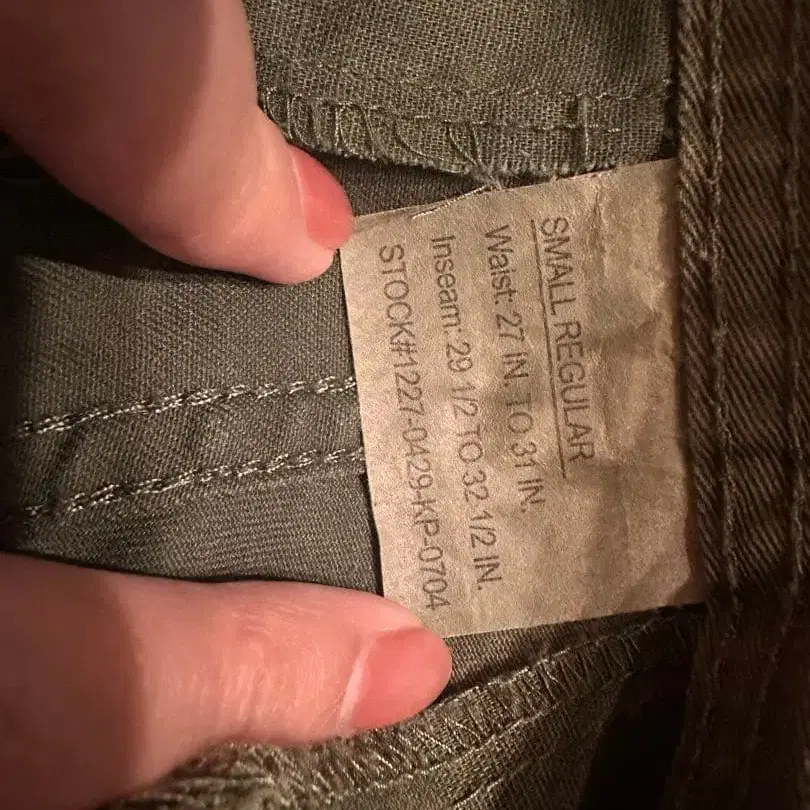 SMALL REGULAR
Waist: 27 IN. TO 31 IN.
Inseam: 29 1/2 TO 32 1/2 IN.
STOCK#1227-0429-KP-0704